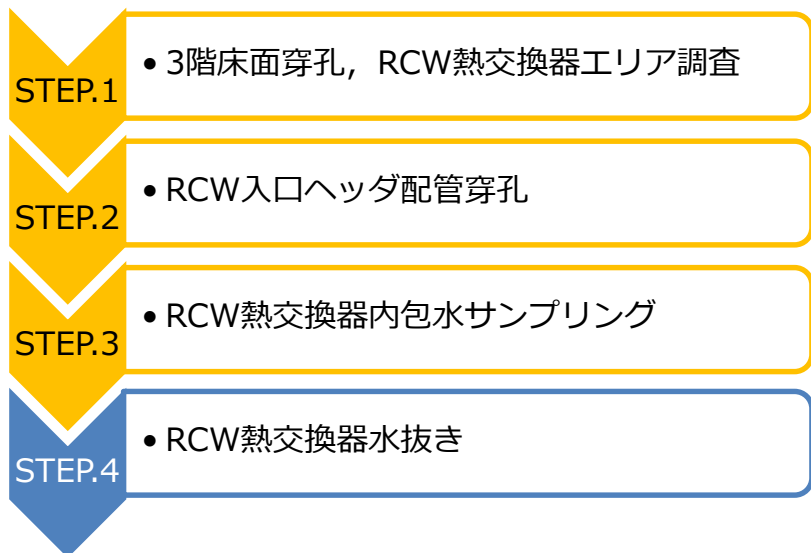 STEP.1
• 3階床面穿孔，RCW熱交換器エリア調査
STEP.2
• RCW入口ヘッダ配管穿孔
STEP.3
• RCW熱交換器内包水サンプリング
STEP.4
• RCW熱交換器水抜き